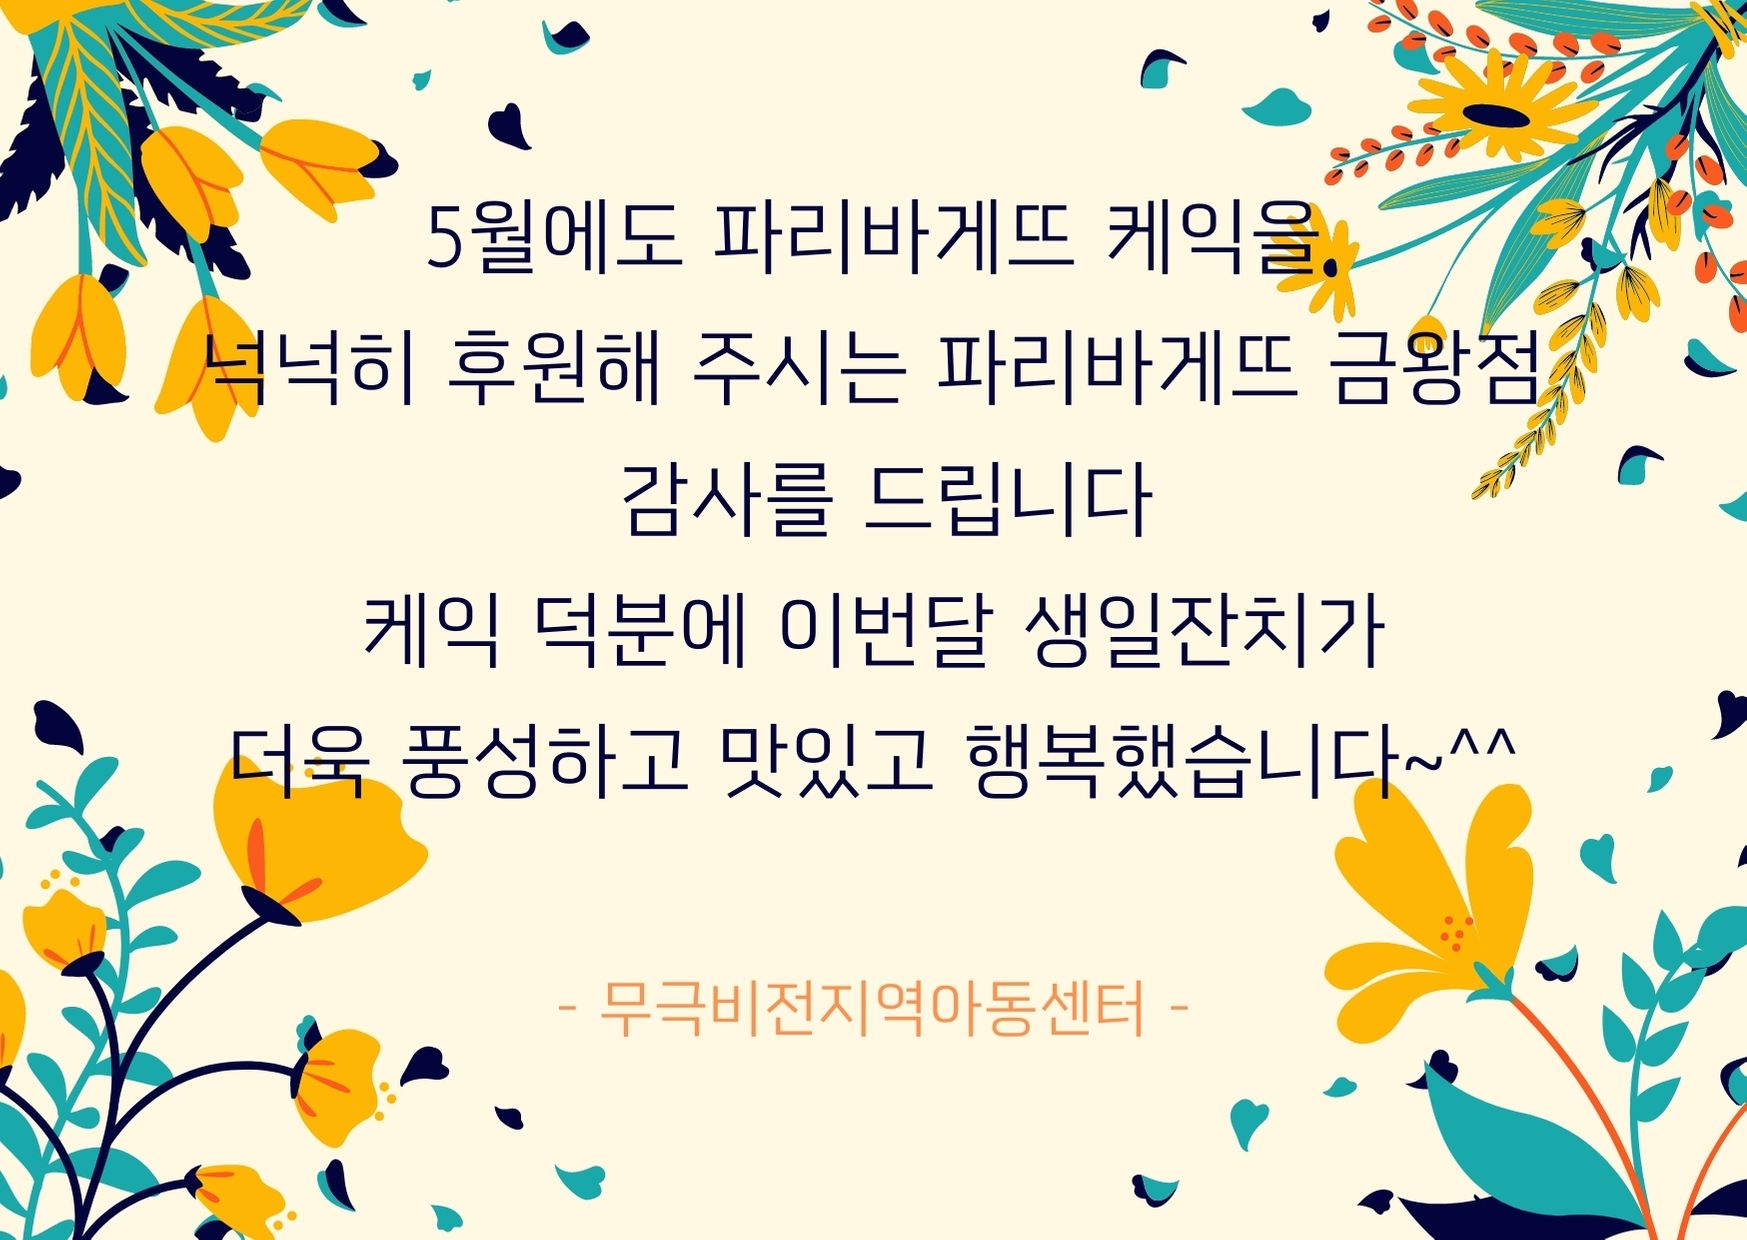 5월에도 파리바게뜨 케익을
넉넉히 후원해 주시는 파리바게뜨 금왕점
감사를 드립니다
케익 덕분에 이번달 생일잔치가
더욱 풍성하고 맛있고 행복했습니다~^^
- 무극비전지역아동센터 -